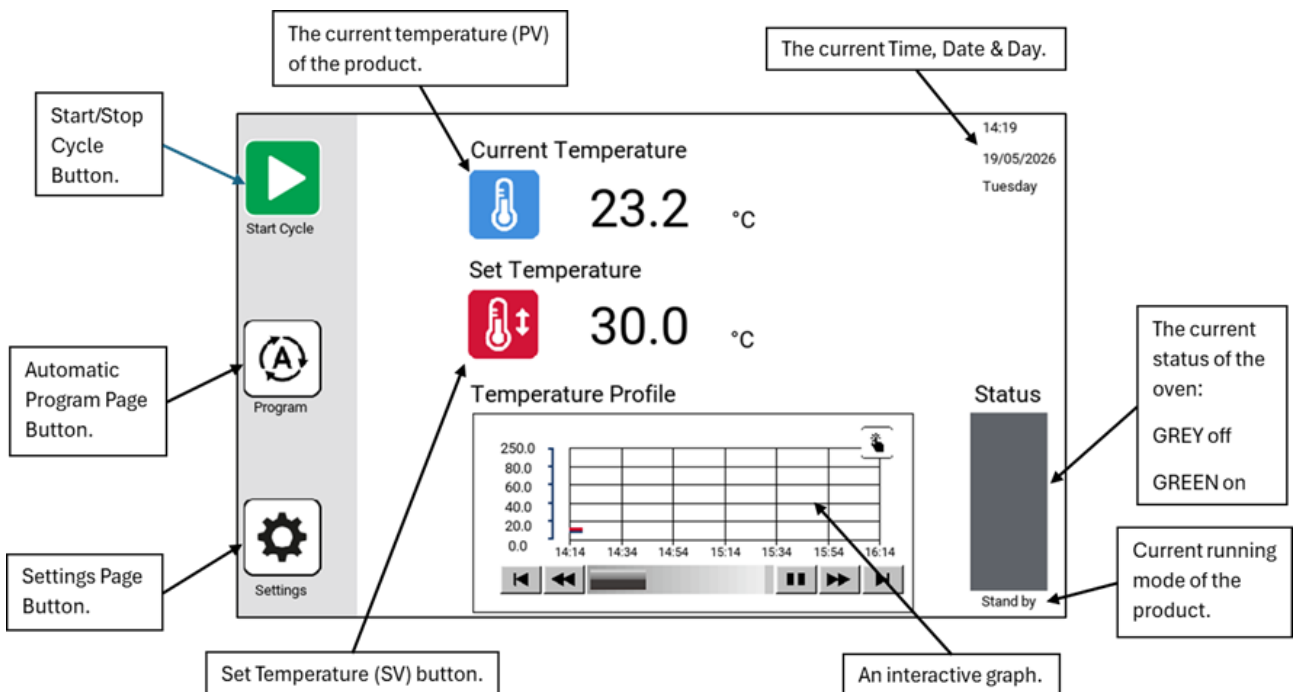 The current temperature (PV)
of the product.
The current Time, Date & Day.
Start/Stop
Cycle
Button.
14:19
19/05/2026
Tuesday
Start Cycle
Current Temperature
23.2 °C
Set Temperature
30.0 °C
Automatic
Program Page
Button.
A
Program
The current
status of the
oven:
GREY off
GREEN on
Temperature Profile
Status
250.0
80.0
60.0
40.0
20.0
0.0
14:14 14:34 14:54 15:14 15:34 15:54 16:14
Settings Page
Button.
Settings
Stand by
Current running
mode of the
product.
Set Temperature (SV) button.
An interactive graph.